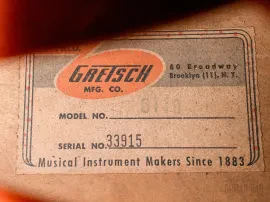 GRETSCH
MFG. CO.
60 Broadway
Brooklyn (11), N. Y.
MODEL NO.
SERIAL NO. 33915
Musical Instrument Makers Since 1883